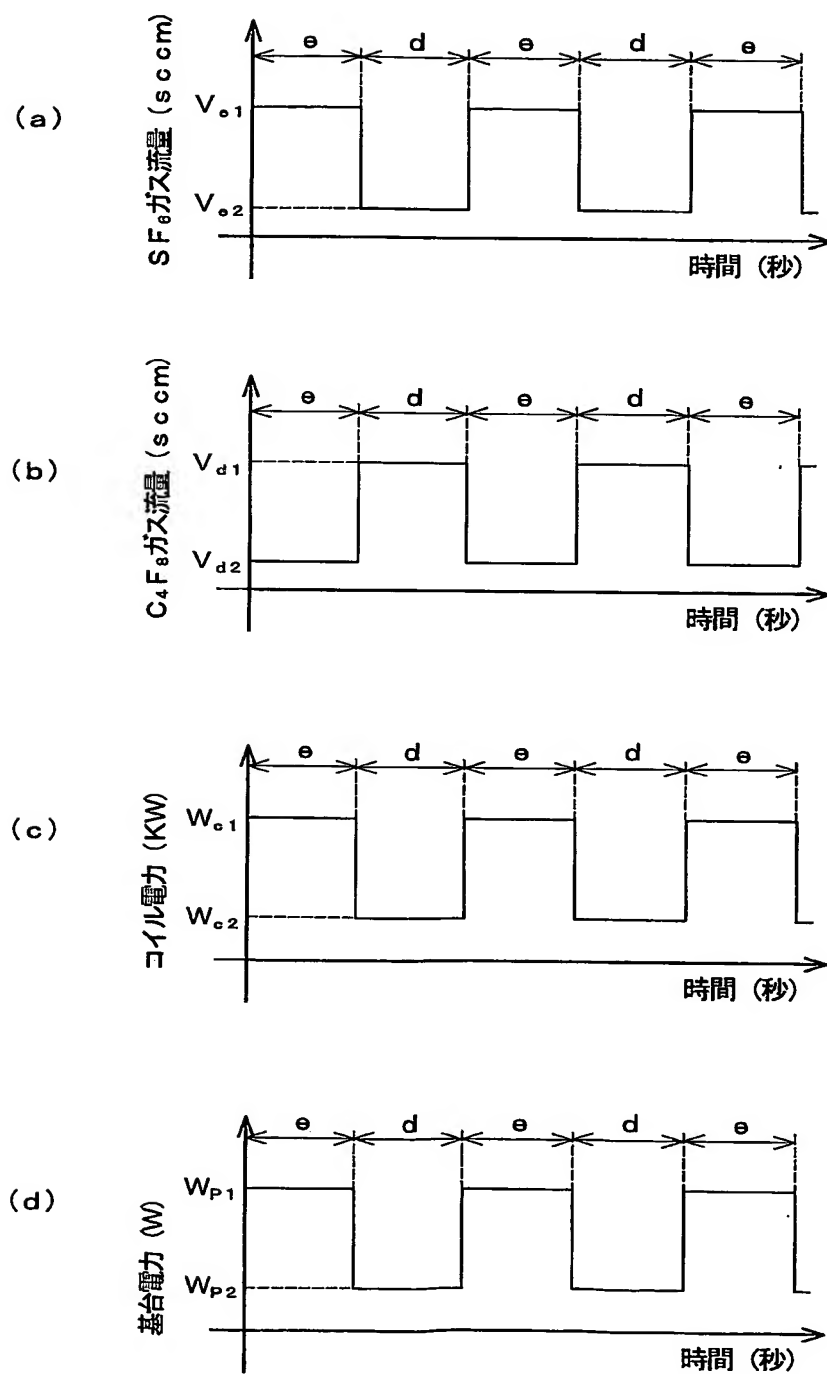 (a)
SF₆ガス流量 (sccm)
e d e d e
Ve1
Ve2
時間 (秒)
(b)
C₄F₈ガス流量 (sccm)
e d e d e
Vd1
Vd2
時間 (秒)
(c)
コイル電力 (KW)
e d e d e
Wc1
Wc2
時間 (秒)
(d)
基台電力 (W)
e d e d e
WP1
WP2
時間 (秒)